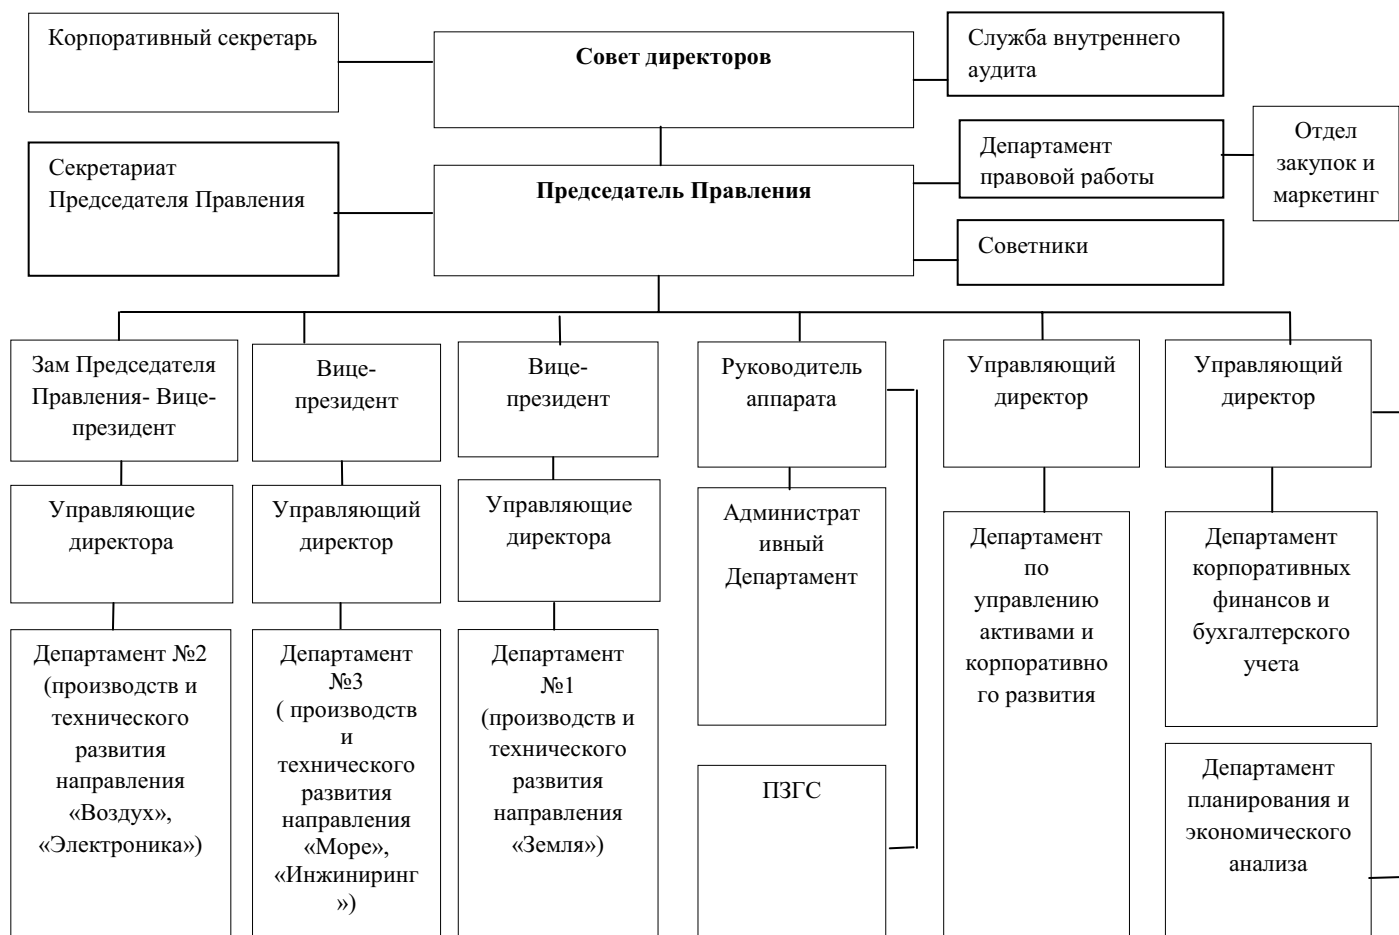 Корпоративный секретарь
Совет директоров
Служба внутреннего
аудита
Секретариат
Председателя Правления
Председатель Правления
Департамент
правовой работы
Отдел
закупок и
маркетинг
Советники
Зам Председателя
Правления- Вице-
президент
Вице-
президент
Вице-
президент
Руководитель
аппарата
Управляющий
директор
Управляющий
директор
Управляющие
директора
Управляющий
директор
Управляющие
директора
Административ
ивный
Департамент
Департамент
по
управлению
активами и
корпоративно
го развития
Департамент
корпоративных
финансов и
бухгалтерского
учета
Департамент №2
(производств и
технического
развития
направления
«Воздух»,
«Электроника»)
Департамент
№3
( производств
и
технического
развития
направления
«Море»,
«Инжиниринг
»)
Департамент
№1
(производств и
технического
развития
направления
«Земля»)
ПЗГС
Департамент
планирования и
экономического
анализа